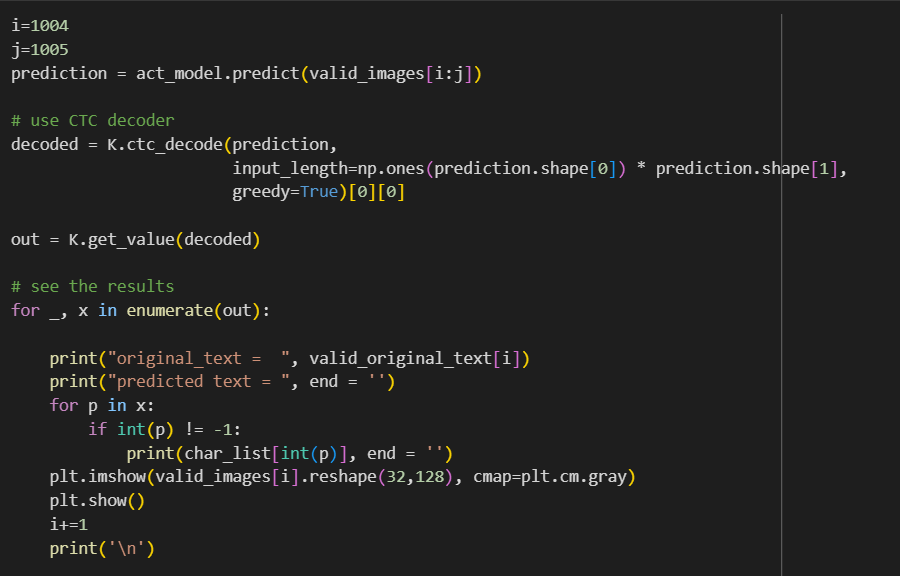 i=1004
j=1005
prediction = act_model.predict(valid_images[i:j])

# use CTC decoder
decoded = K.ctc_decode(prediction,
                       input_length=np.ones(prediction.shape[0]) * prediction.shape[1],
                       greedy=True)[0][0]

out = K.get_value(decoded)

# see the results
for _, x in enumerate(out):

    print("original_text =  ", valid_original_text[i])
    print("predicted text = ", end = '')
    for p in x:
        if int(p) != -1:
            print(char_list[int(p)], end = '')
    plt.imshow(valid_images[i].reshape(32,128), cmap=plt.cm.gray)
    plt.show()
    i+=1
    print('\n')